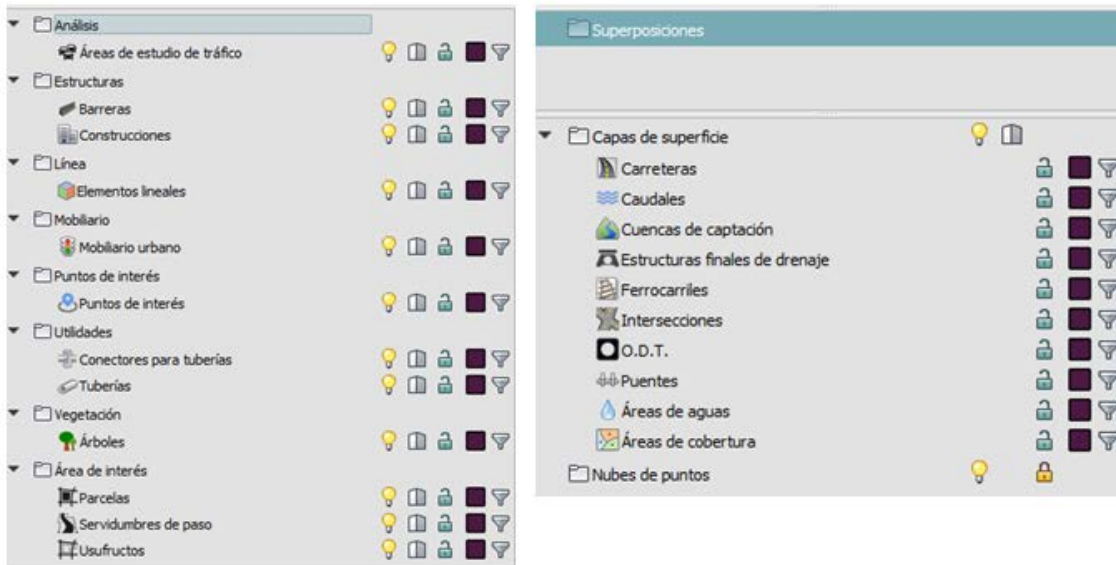 Análisis
Áreas de estudio de tráfico
Estructuras
Barreras
Construcciones
Línea
Elementos lineales
Mobiliario
Mobiliario urbano
Puntos de interés
Puntos de interés
Utilidades
Conectores para tuberías
Tuberías
Vegetación
Árboles
Área de interés
Parcelas
Servidumbres de paso
Usufructos
Superposiciones
Capas de superficie
Carreteras
Caudales
Cuencas de captación
Estructuras finales de drenaje
Ferrocarriles
Intersecciones
O.D.T.
Puentes
Áreas de aguas
Áreas de cobertura
Nubes de puntos